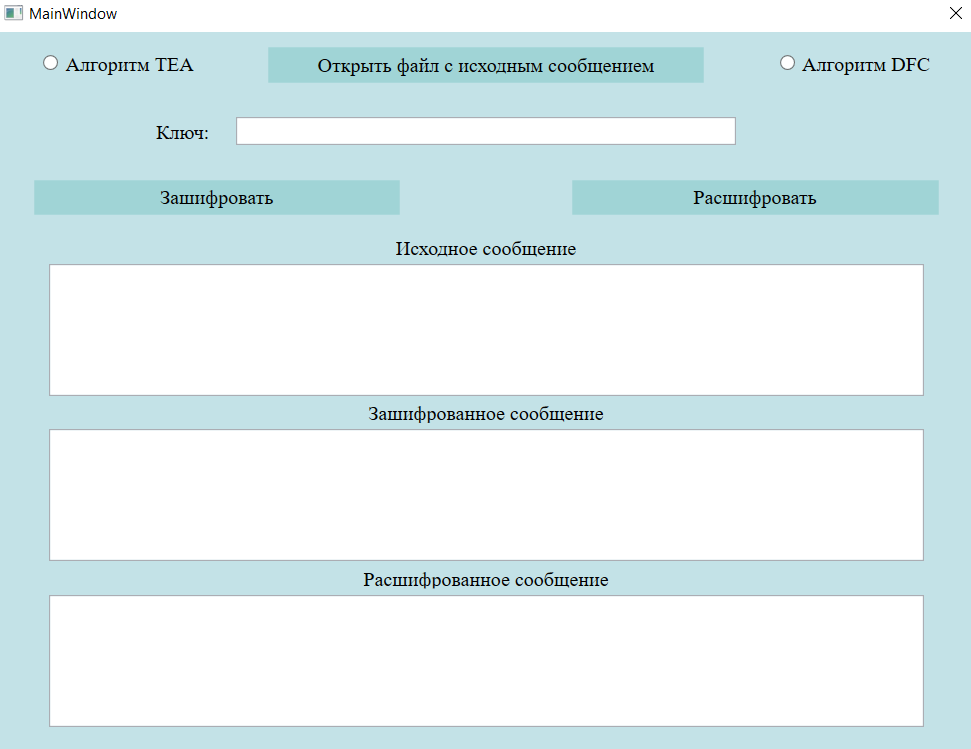 MainWindow
Алгоритм TEA
Открыть файл с исходным сообщением
Алгоритм DFC
Ключ:
Зашифровать
Расшифровать
Исходное сообщение
Зашифрованное сообщение
Расшифрованное сообщение